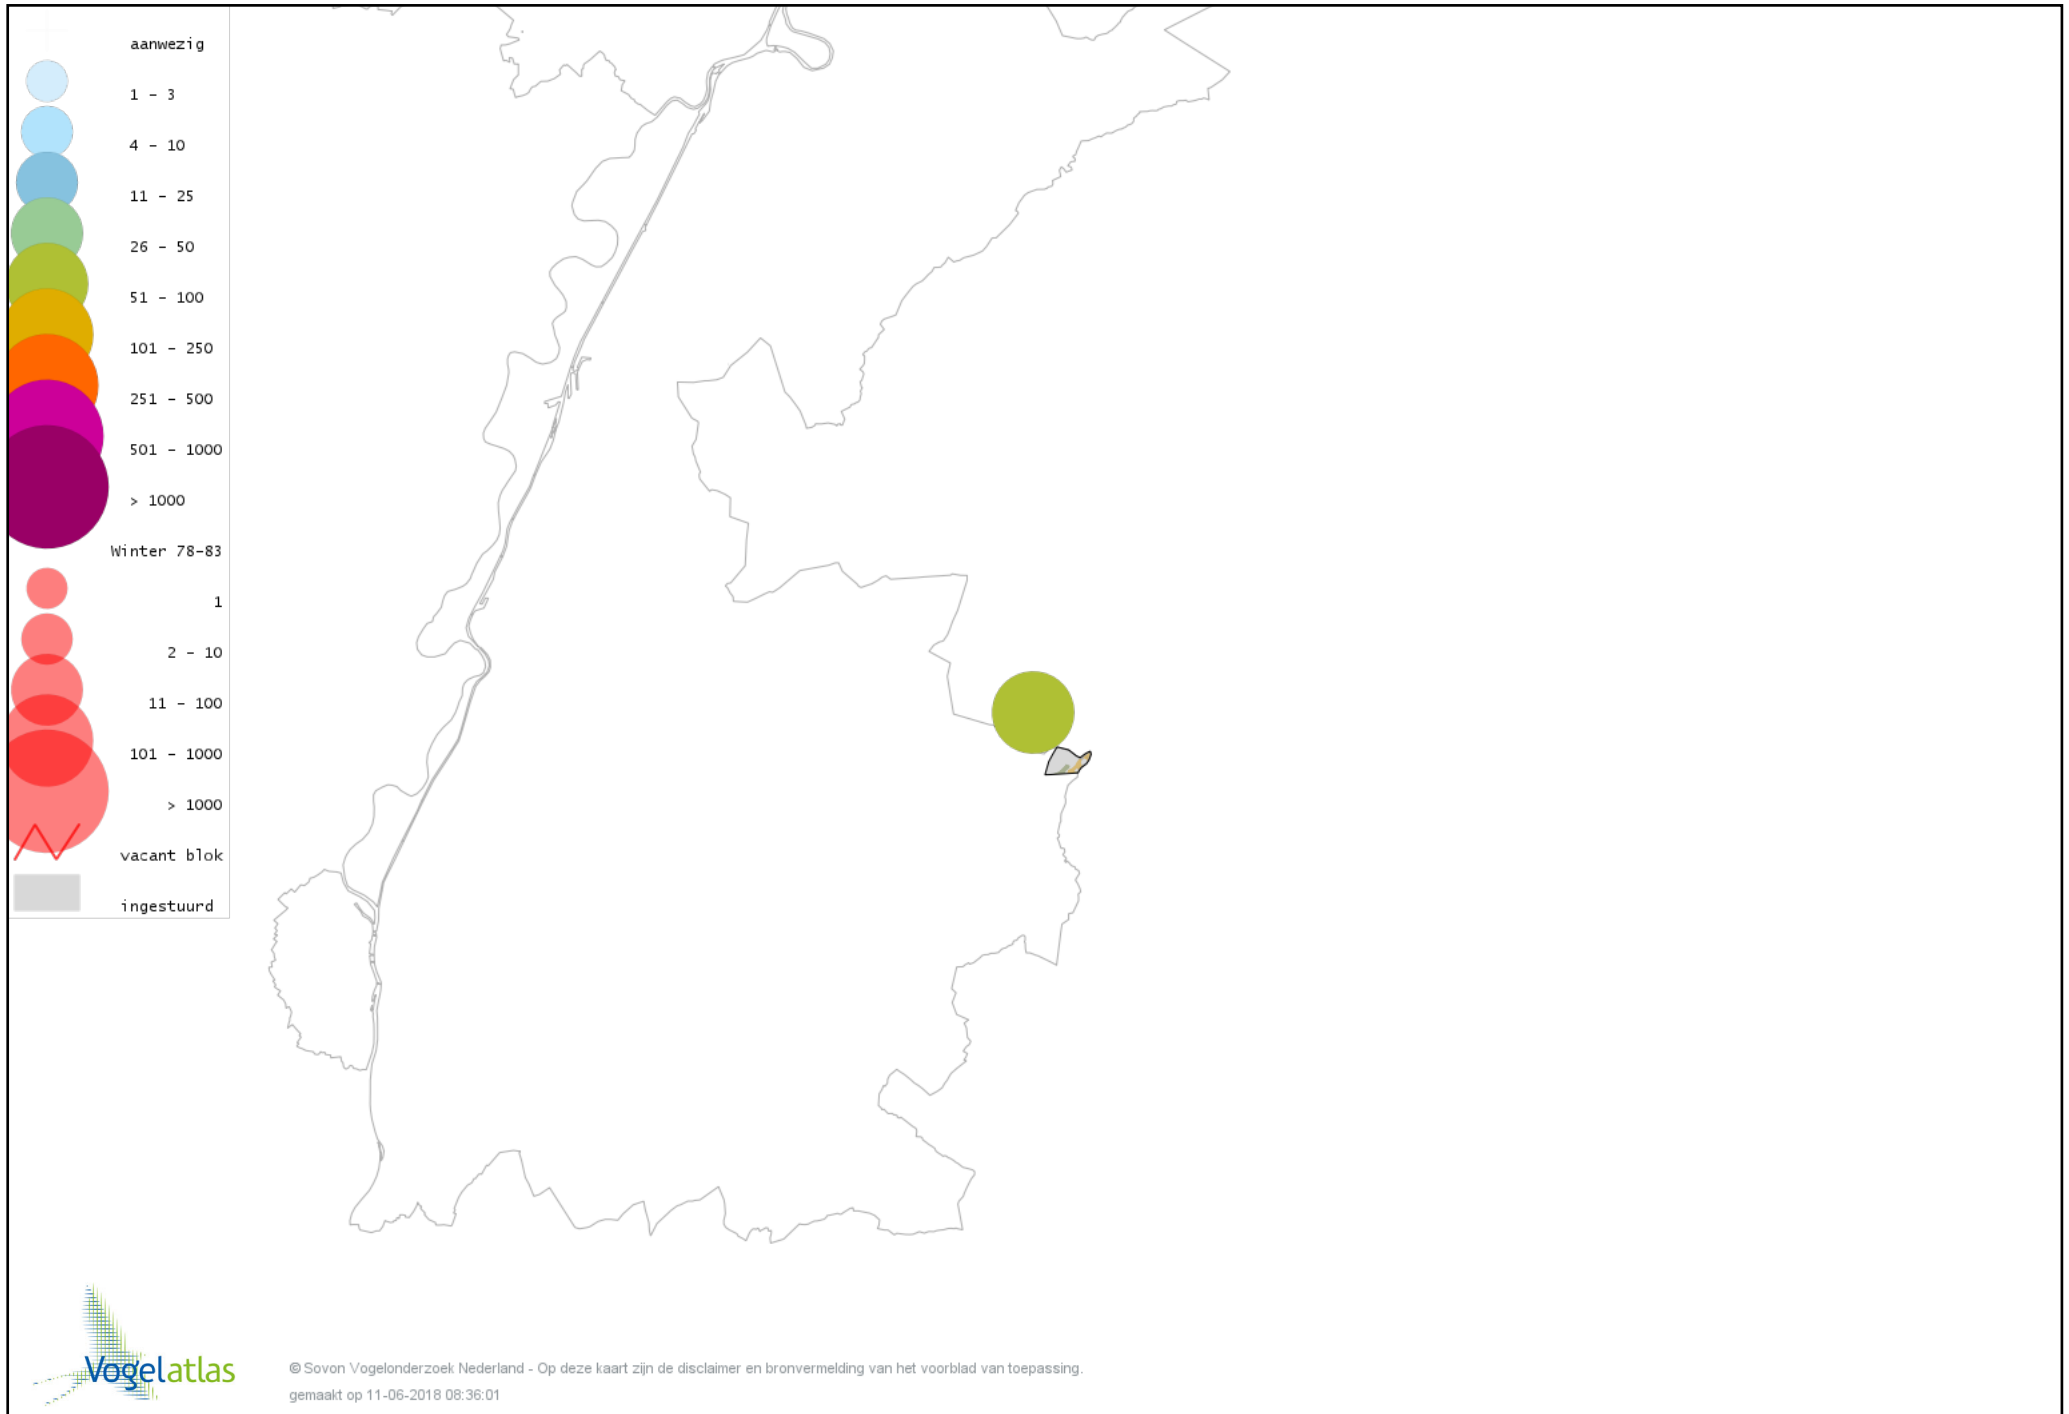 aanwezig
1 - 3
4 - 10
11 - 25
26 - 50
51 - 100
101 - 250
251 - 500
501 - 1000
> 1000
Winter 78-83
1
2 - 10
11 - 100
101 - 1000
> 1000
vacant blok
ingestuurd
Vogelatlas
© Sovon Vogelonderzoek Nederland - Op deze kaart zijn de disclaimer en bronvermelding van het voorblad van toepassing.
gemaakt op 11-06-2018 08:36:01